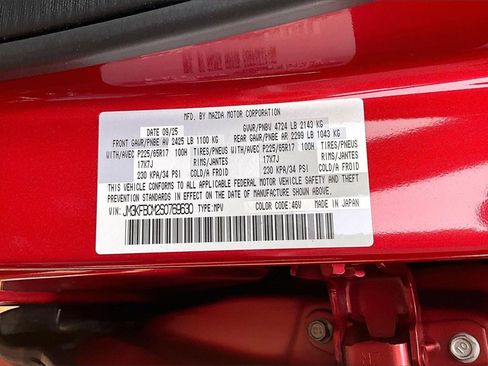 MFD. BY MAZDA MOTOR CORPORATION
DATE 09/25 GVWR/PNBV 4724 LB 2143 KG
FRONT GAWR/PNBE AV 2425 LB 1100 KG REAR GAWR/PNBE AR 2299 LB 1043 KG
WITH/AVEC P225/65R17 100H TIRES/PNEUS WITH/AVEC P225/65R17 100H TIRES/PNEUS
17X7J RIMS/JANTES 17X7J RIMS/JANTES
230 KPA/34 PSI COLD/ 230 KPA/34 PSI COLD/
THIS VEHICLE CONFORMS TO ALL APPLICABLE FEDERAL MOTOR VEHICLE SAFETY AND THEFT
PREVENTION STANDARDS IN EFFECT ON THE DATE OF MANUFACTURE SHOWN ABOVE.
VIN: JM3KFBCM2S0769630 TYPE: MPV COLOR CODE: 46V MADE IN JAPAN
10